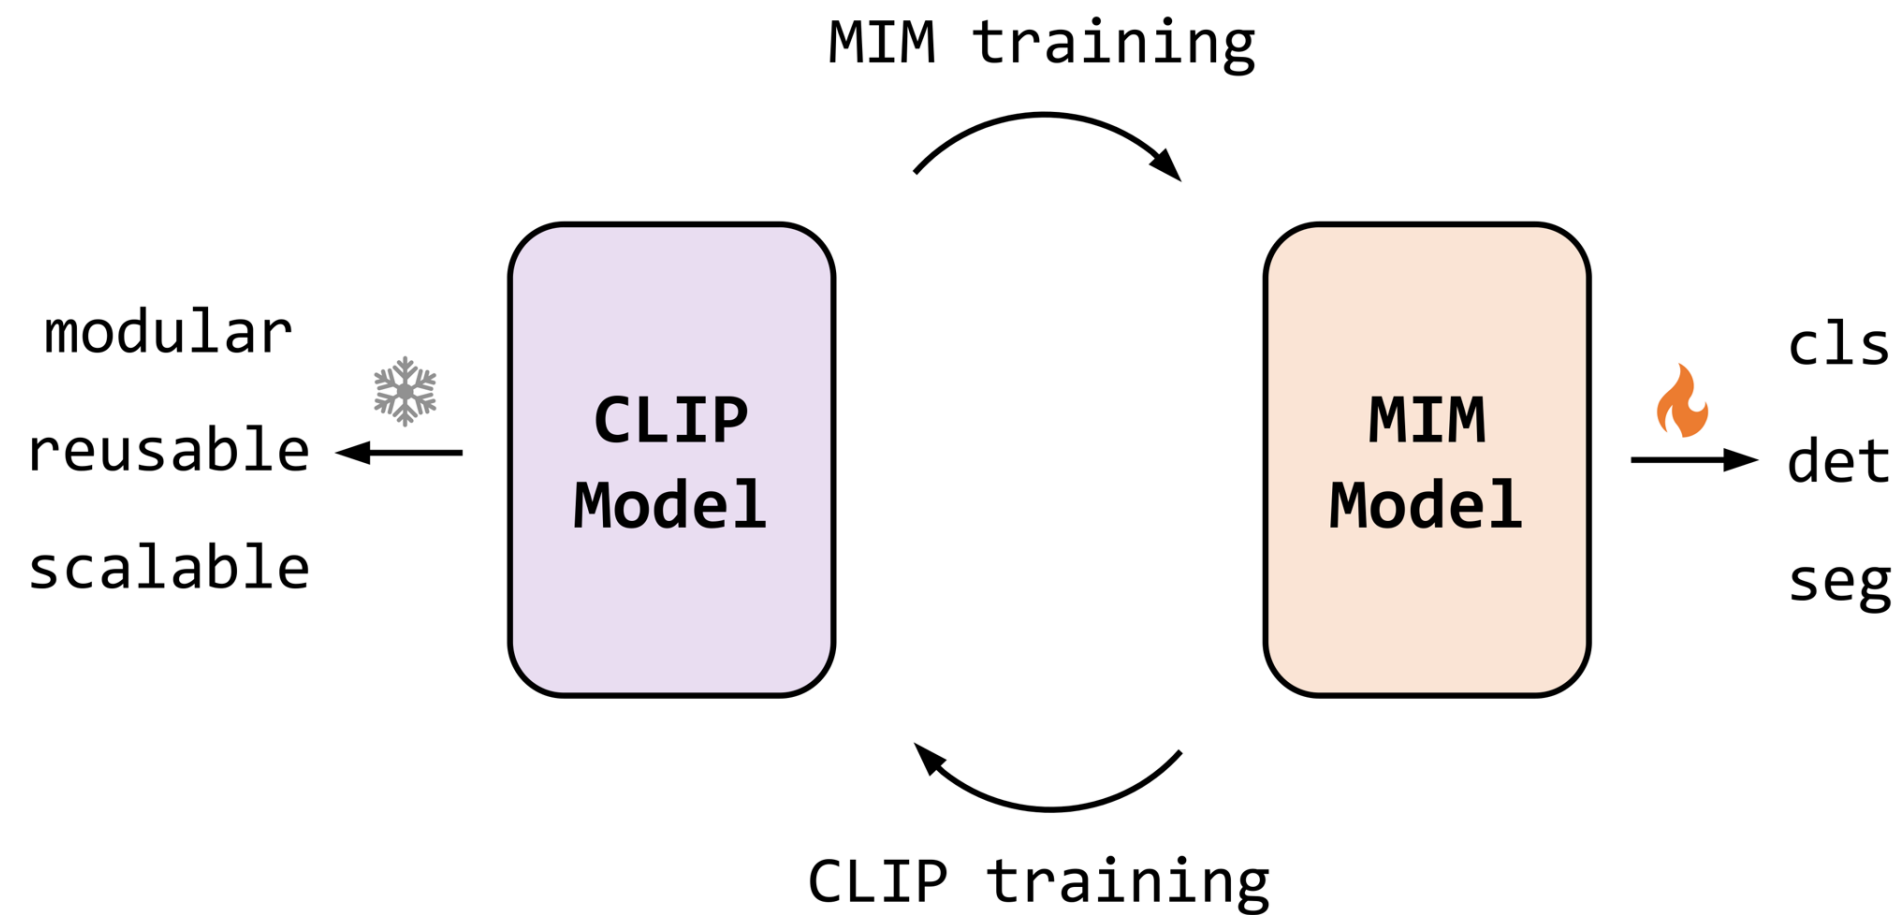 MIM training
modular
reusable
scalable
CLIP
Model
MIM
Model
cls
det
seg
CLIP training